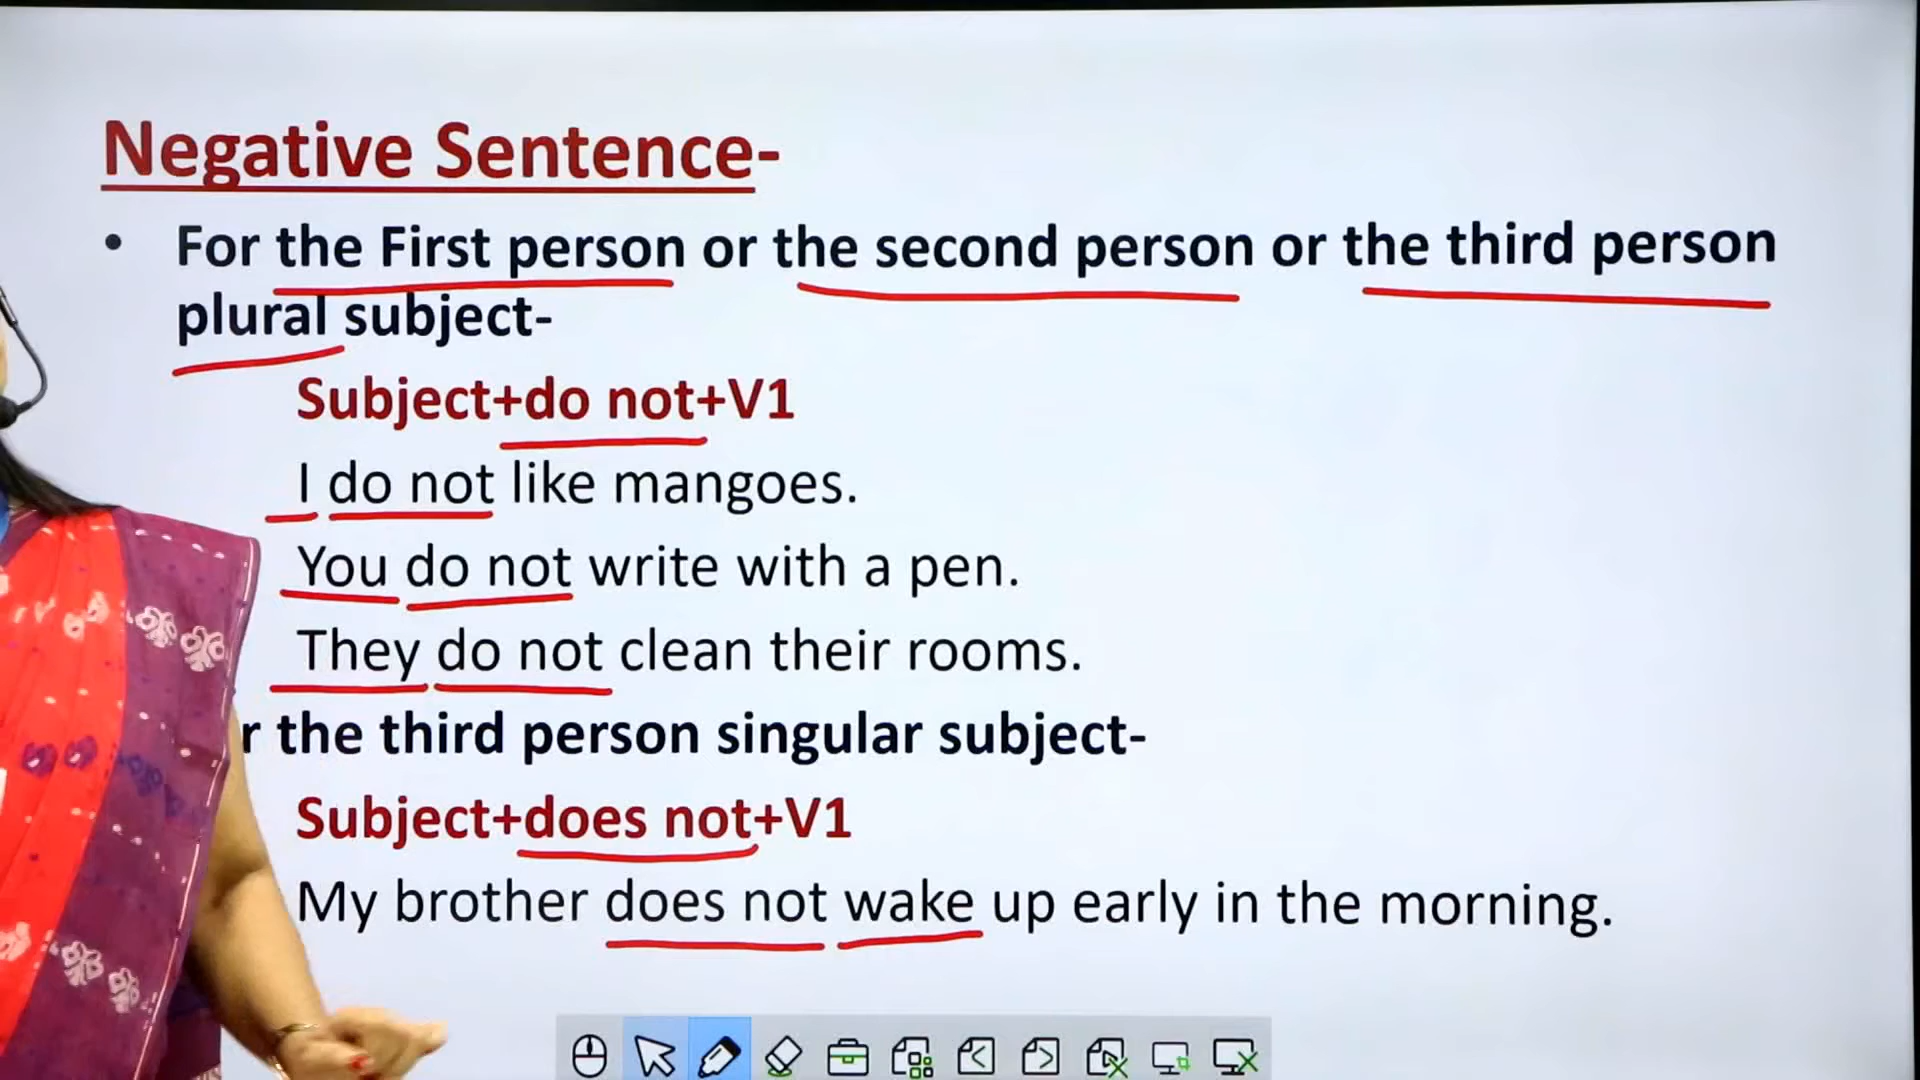 Negative Sentence-
• For the First person or the second person or the third person
plural subject-
Subject+do not+V1
I do not like mangoes.
You do not write with a pen.
They do not clean their rooms.
the third person singular subject-
Subject+does not+V1
My brother does not wake up early in the morning.